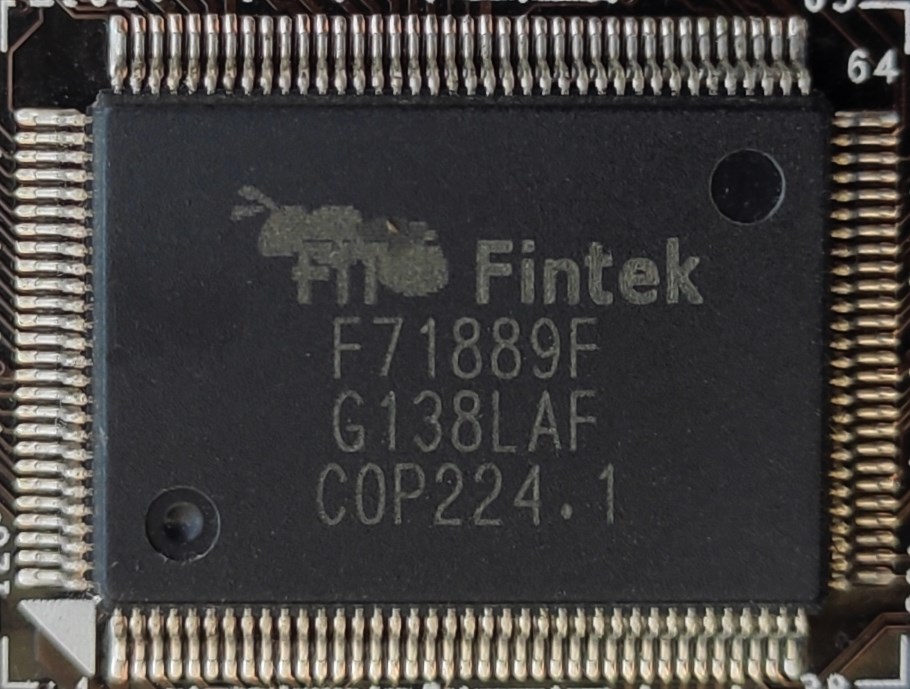 64
Fintek
F71889F
G138LAF
COP224.1